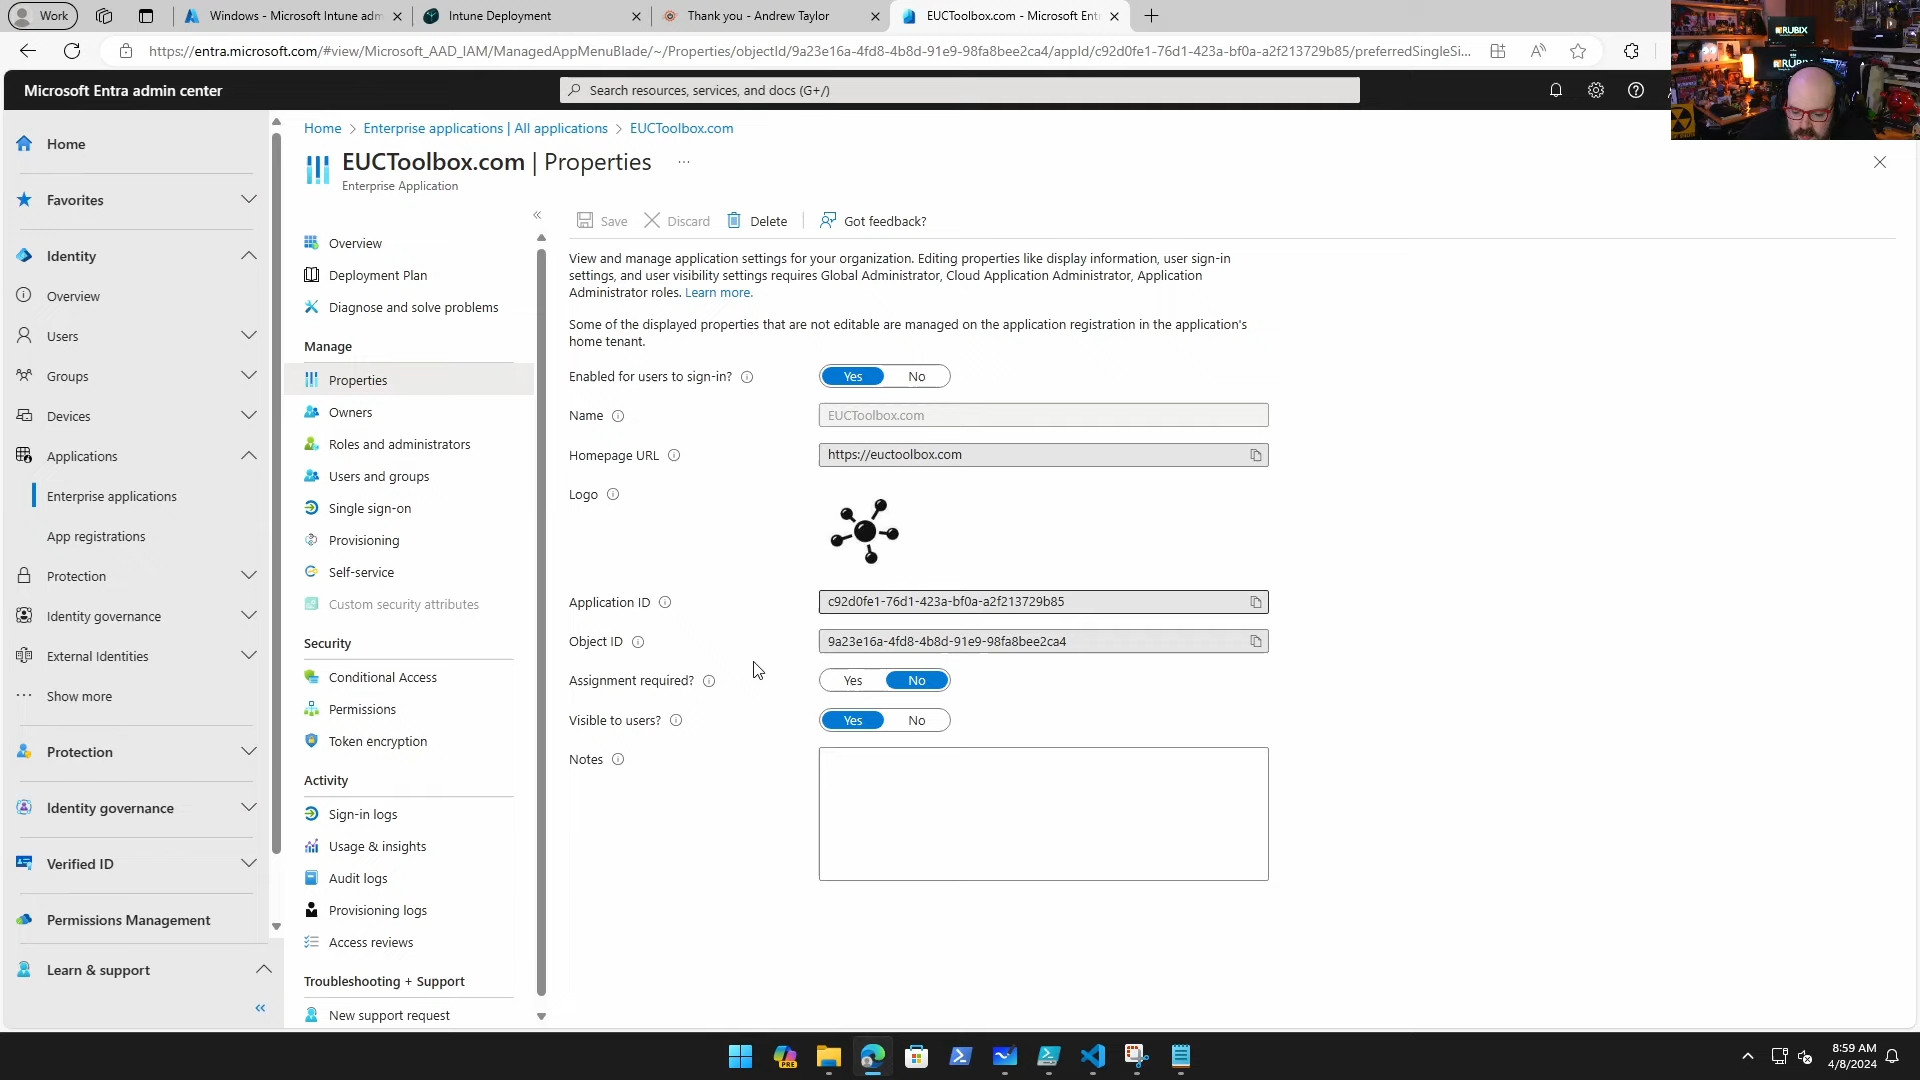 Work
Windows - Microsoft Intune adm
Intune Deployment
Thank you - Andrew Taylor
EUCToolbox.com - Microsoft Ent
https://entra.microsoft.com/#view/Microsoft_AAD_IAM/ManagedAppMenuBlade/~/Properties/objectId/9a23e16a-4fd8-4b8d-91e9-98fa8bee2ca4/appId/c92d0fe1-76d1-423a-bf0a-a2f213729b85/preferredSingleSi...
Microsoft Entra admin center
Search resources, services, and docs (G+/)
RUBIX
RUBIX
Home
Favorites
Identity
Overview
Users
Groups
Devices
Applications
Enterprise applications
App registrations
Protection
Identity governance
External Identities
Show more
Protection
Identity governance
Verified ID
Permissions Management
Learn & support
Home > Enterprise applications | All applications > EUCToolbox.com
EUCToolbox.com | Properties
Enterprise Application
Overview
Deployment Plan
Diagnose and solve problems
Manage
Properties
Owners
Roles and administrators
Users and groups
Single sign-on
Provisioning
Self-service
Custom security attributes
Security
Conditional Access
Permissions
Token encryption
Activity
Sign-in logs
Usage & insights
Audit logs
Provisioning logs
Access reviews
Troubleshooting + Support
New support request
Save
Discard
Delete
Got feedback?
View and manage application settings for your organization. Editing properties like display information, user sign-in
settings, and user visibility settings requires Global Administrator, Cloud Application Administrator, Application
Administrator roles. Learn more.
Some of the displayed properties that are not editable are managed on the application registration in the application's
home tenant.
Enabled for users to sign-in? Yes No
Name EUCToolbox.com
Homepage URL https://euctoolbox.com
Logo
Application ID c92d0fe1-76d1-423a-bf0a-a2f213729b85
Object ID 9a23e16a-4fd8-4b8d-91e9-98fa8bee2ca4
Assignment required? Yes No
Visible to users? Yes No
Notes
PRE
8:59 AM
4/8/2024